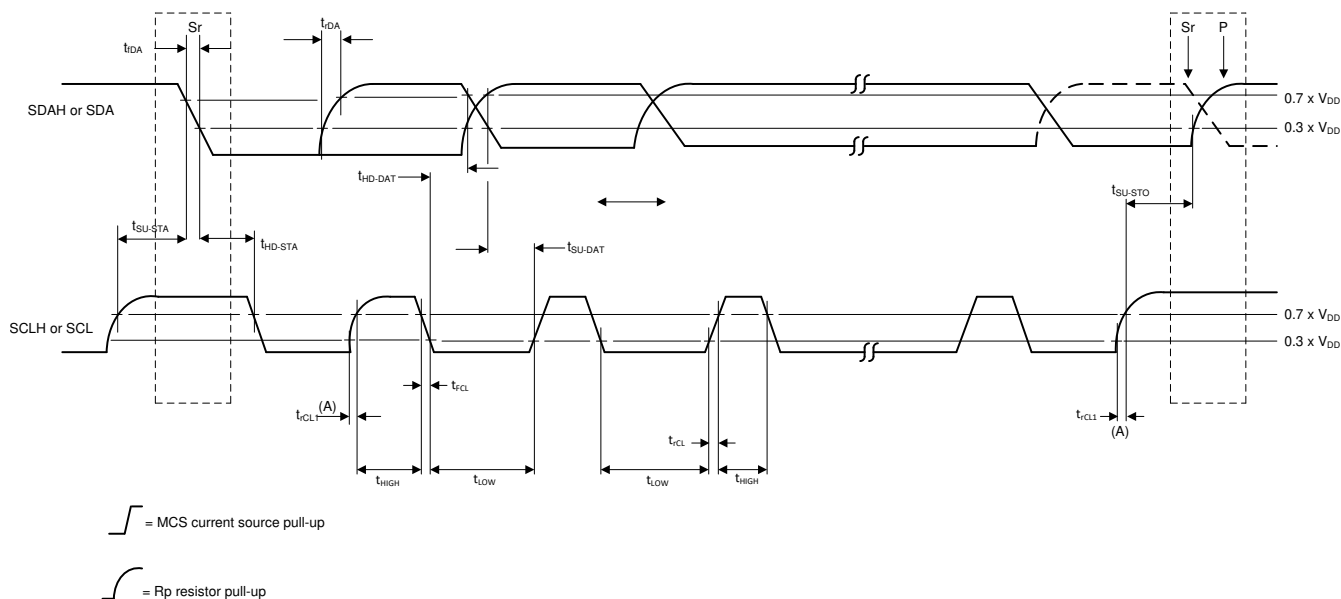 Sr
tfDA
trDA
Sr P
SDAH or SDA
0.7 x VDD
0.3 x VDD
tHD-DAT
tSU-STO
tSU-STA
tHD-STA
tSU-DAT
SCLH or SCL
0.7 x VDD
0.3 x VDD
tFCL
trCL1 (A)
trCL
trCL1
(A)
tHIGH
tLOW
tLOW
tHIGH
= MCS current source pull-up
= Rp resistor pull-up